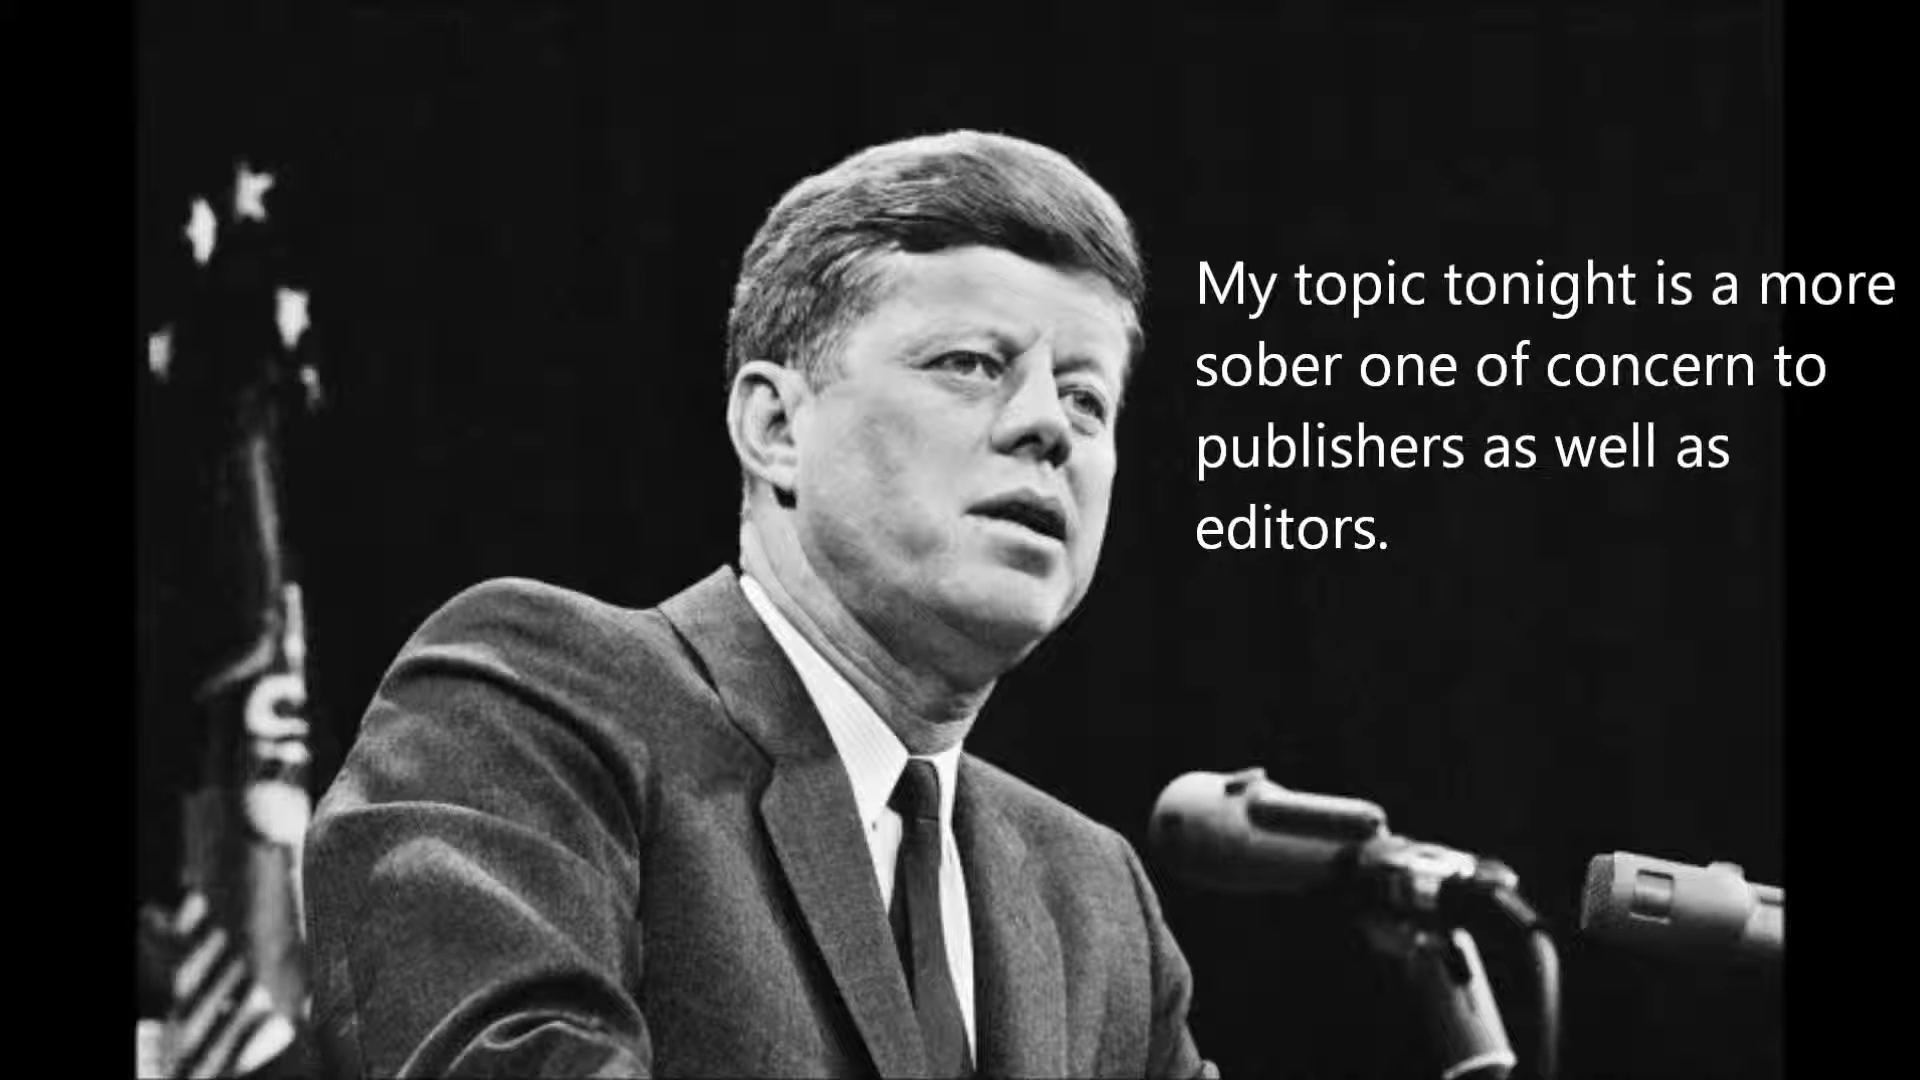 My topic tonight is a more
sober one of concern to
publishers as well as
editors.